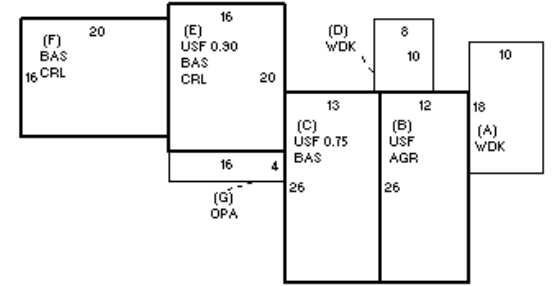 20
(F)
BAS
CRL
16
16
(E)
USF 0.90
BAS
CRL
20
(D)
WDK
8
10
10
18
(A)
WDK
13
(C)
USF 0.75
BAS
26
12
(B)
USF
AGR
26
16
4
(G)
OPA